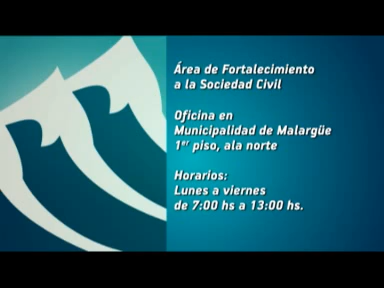 Área de Fortalecimiento
a la Sociedad Civil
Oficina en
Municipalidad de Malargüe
1er piso, ala norte
Horarios:
Lunes a viernes
de 7:00 hs a 13:00 hs.